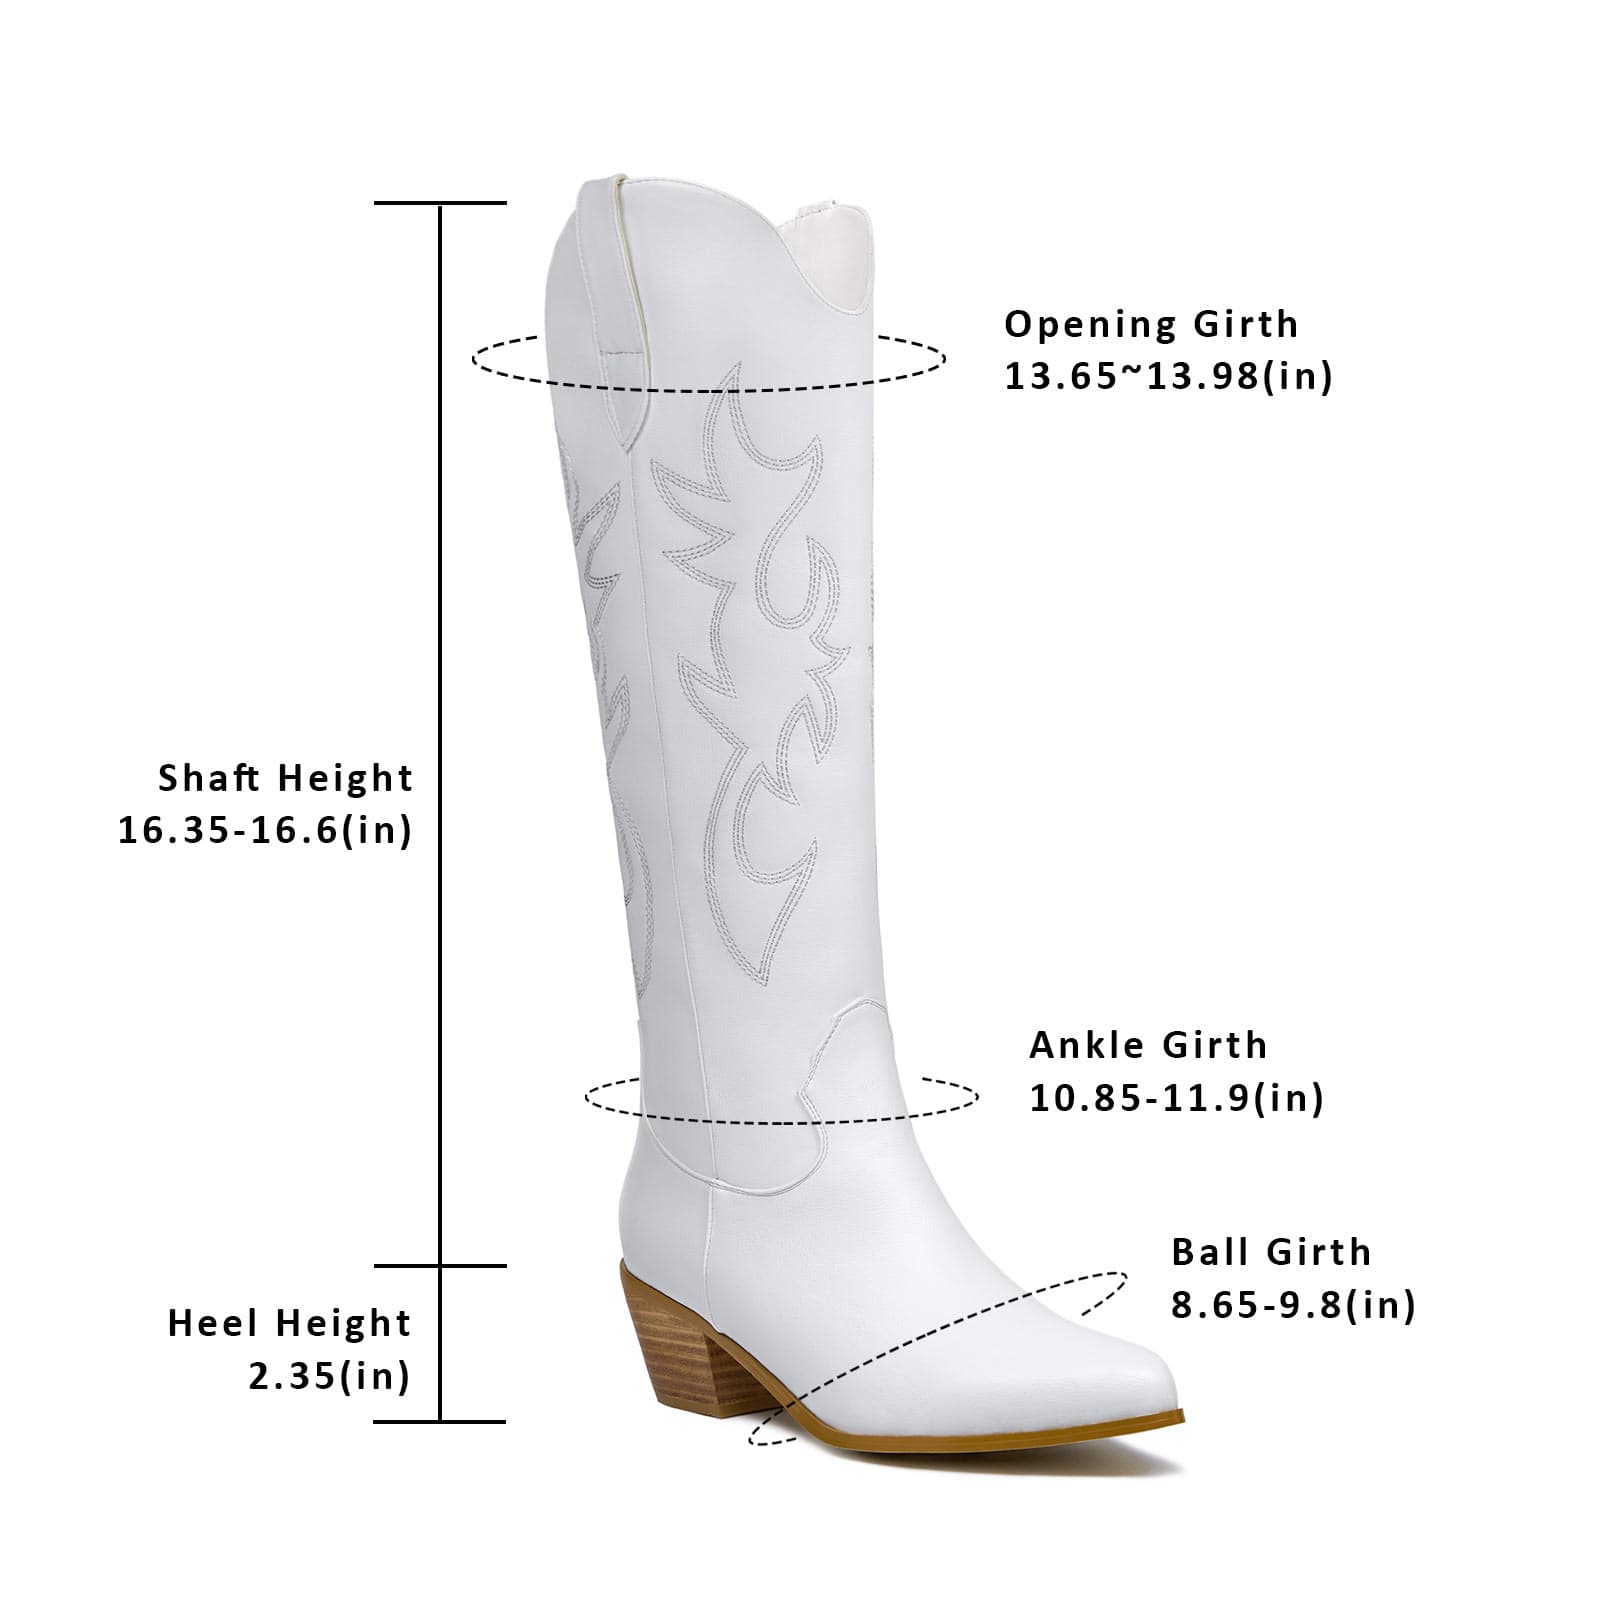 Opening Girth
13.65~13.98(in)
Shaft Height
16.35-16.6(in)
Ankle Girth
10.85-11.9(in)
Ball Girth
8.65-9.8(in)
Heel Height
2.35(in)